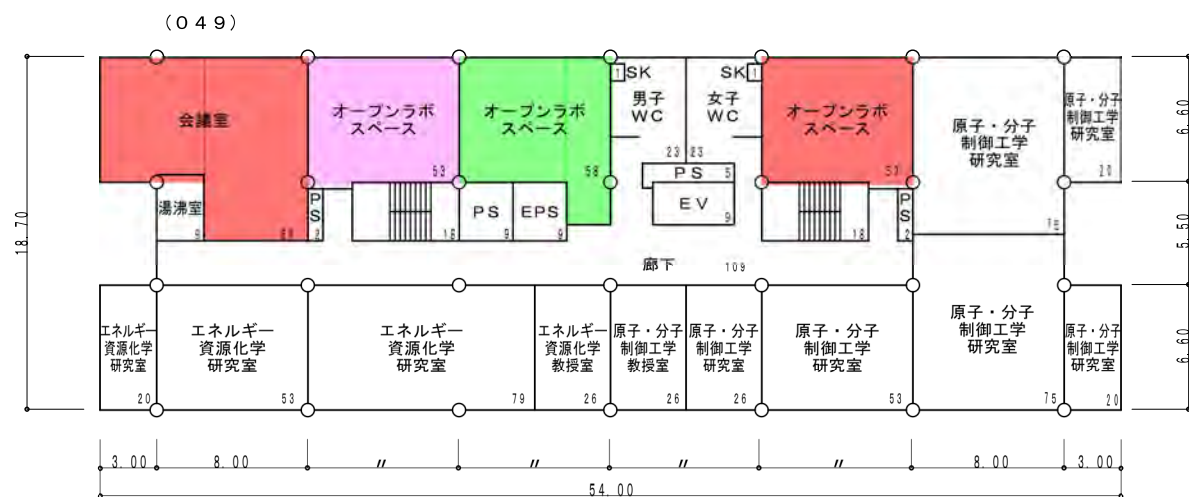 (049)
会議室
88
オープンラボ
スペース
53
オープンラボ
スペース
58
1
SK
男子
WC
23
SK
1
女子
WC
23
オープンラボ
スペース
53
原子・分子
制御工学
研究室
原子・分子
制御工学
研究室
20
PS
5
EV
9
湯沸室
PS
2
18
PS
9
EPS
9
18
PS
2
廊下
109
エネルギー
資源化学
研究室
20
エネルギー
資源化学
研究室
53
エネルギー
資源化学
研究室
79
エネルギー
資源化学
教授室
26
原子・分子
制御工学
教授室
26
原子・分子
制御工学
研究室
26
原子・分子
制御工学
研究室
53
原子・分子
制御工学
研究室
75
原子・分子
制御工学
研究室
20
18.70
6.60
5.50
6.60
3.00
8.00
〃
〃
〃
〃
8.00
3.00
54.00